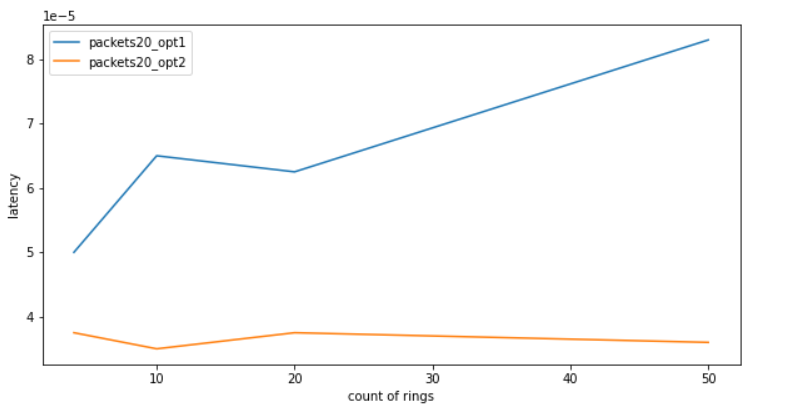 1e−5
packets20_opt1
packets20_opt2
8
7
6
5
4
latency
10 20 30 40 50
count of rings